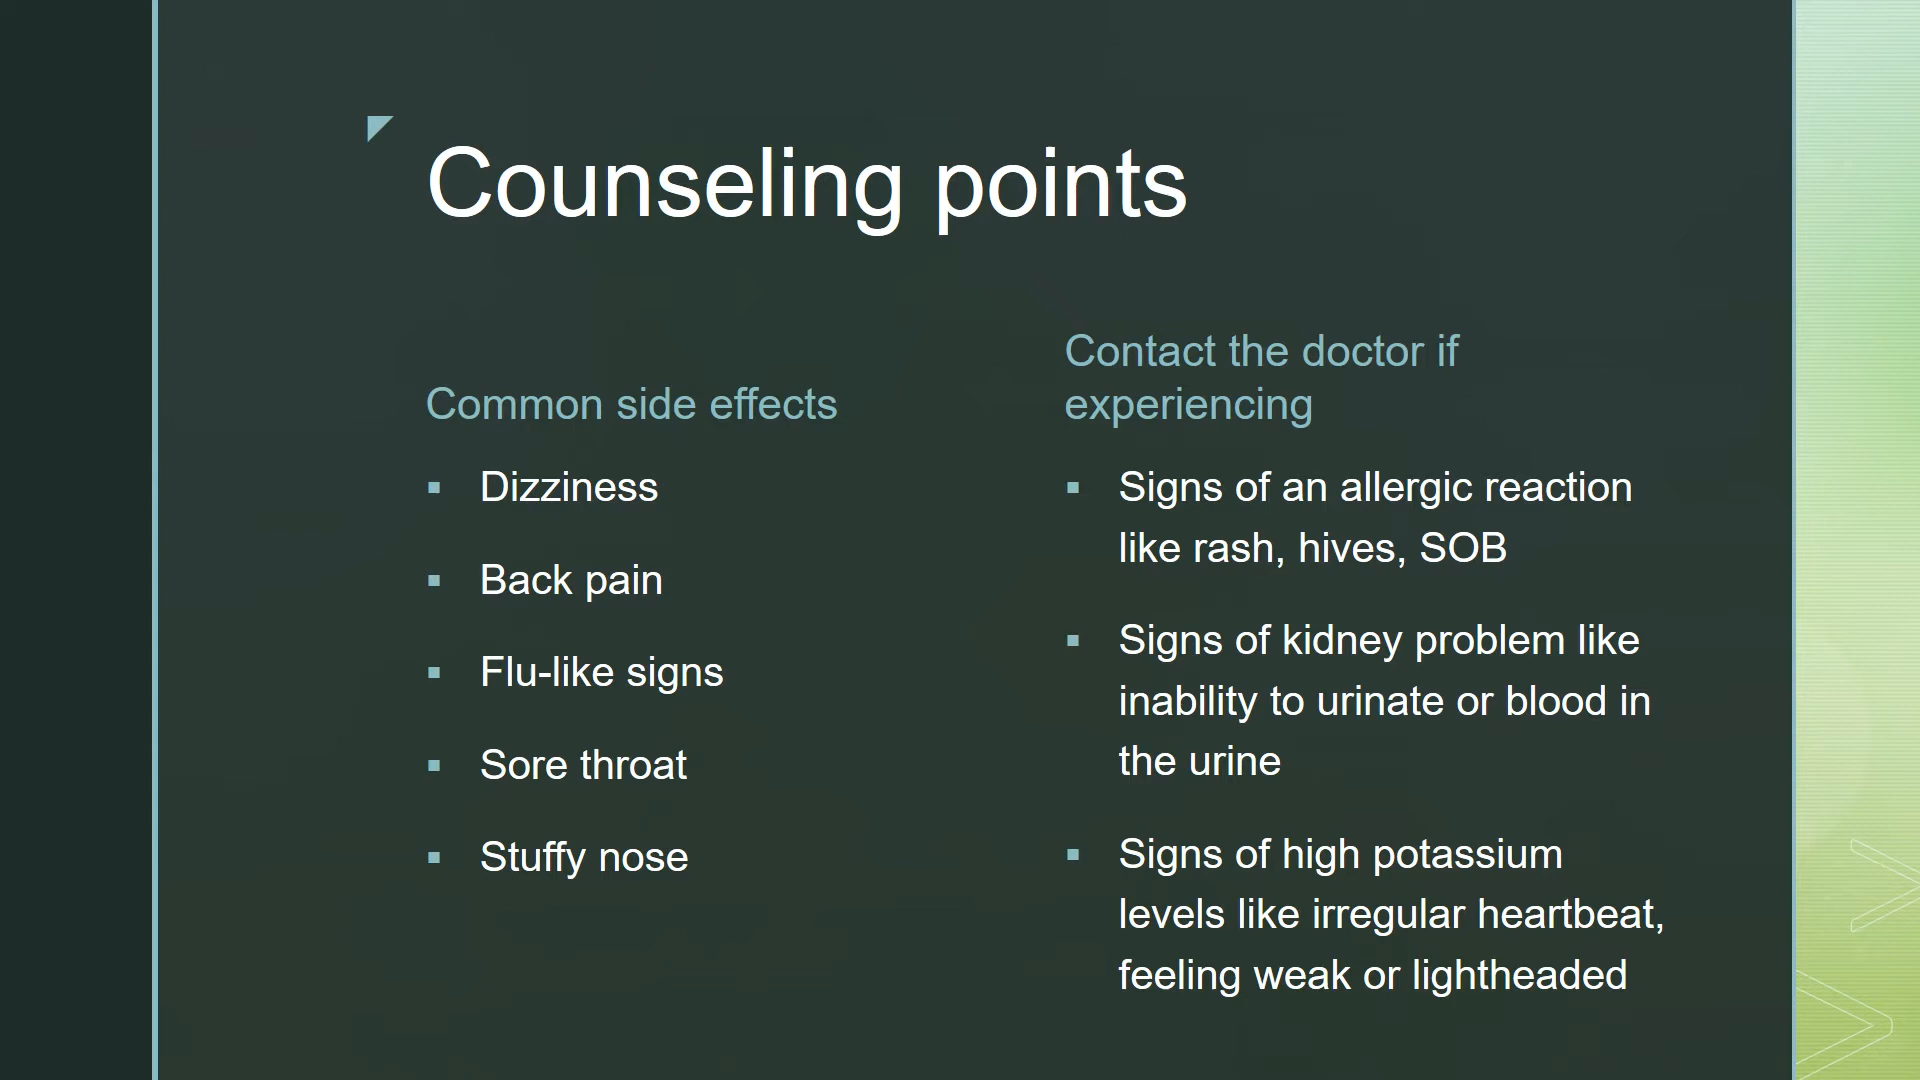 Counseling points
Common side effects
Dizziness
Back pain
Flu-like signs
Sore throat
Stuffy nose
Contact the doctor if
experiencing
Signs of an allergic reaction
like rash, hives, SOB
Signs of kidney problem like
inability to urinate or blood in
the urine
Signs of high potassium
levels like irregular heartbeat,
feeling weak or lightheaded